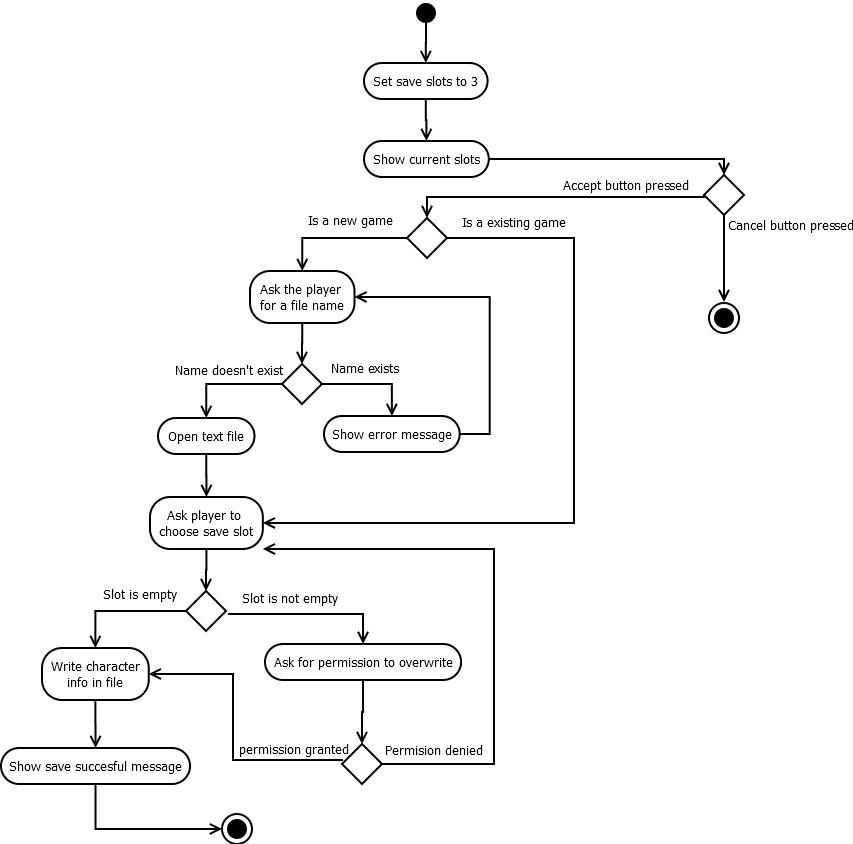 Set save slots to 3
Show current slots
Accept button pressed
Cancel button pressed
Is a new game
Is a existing game
Ask the player
for a file name
Name doesn't exist
Name exists
Open text file
Show error message
Ask player to
choose save slot
Slot is empty
Slot is not empty
Write character
info in file
Ask for permission to overwrite
permission granted
Permision denied
Show save succesful message